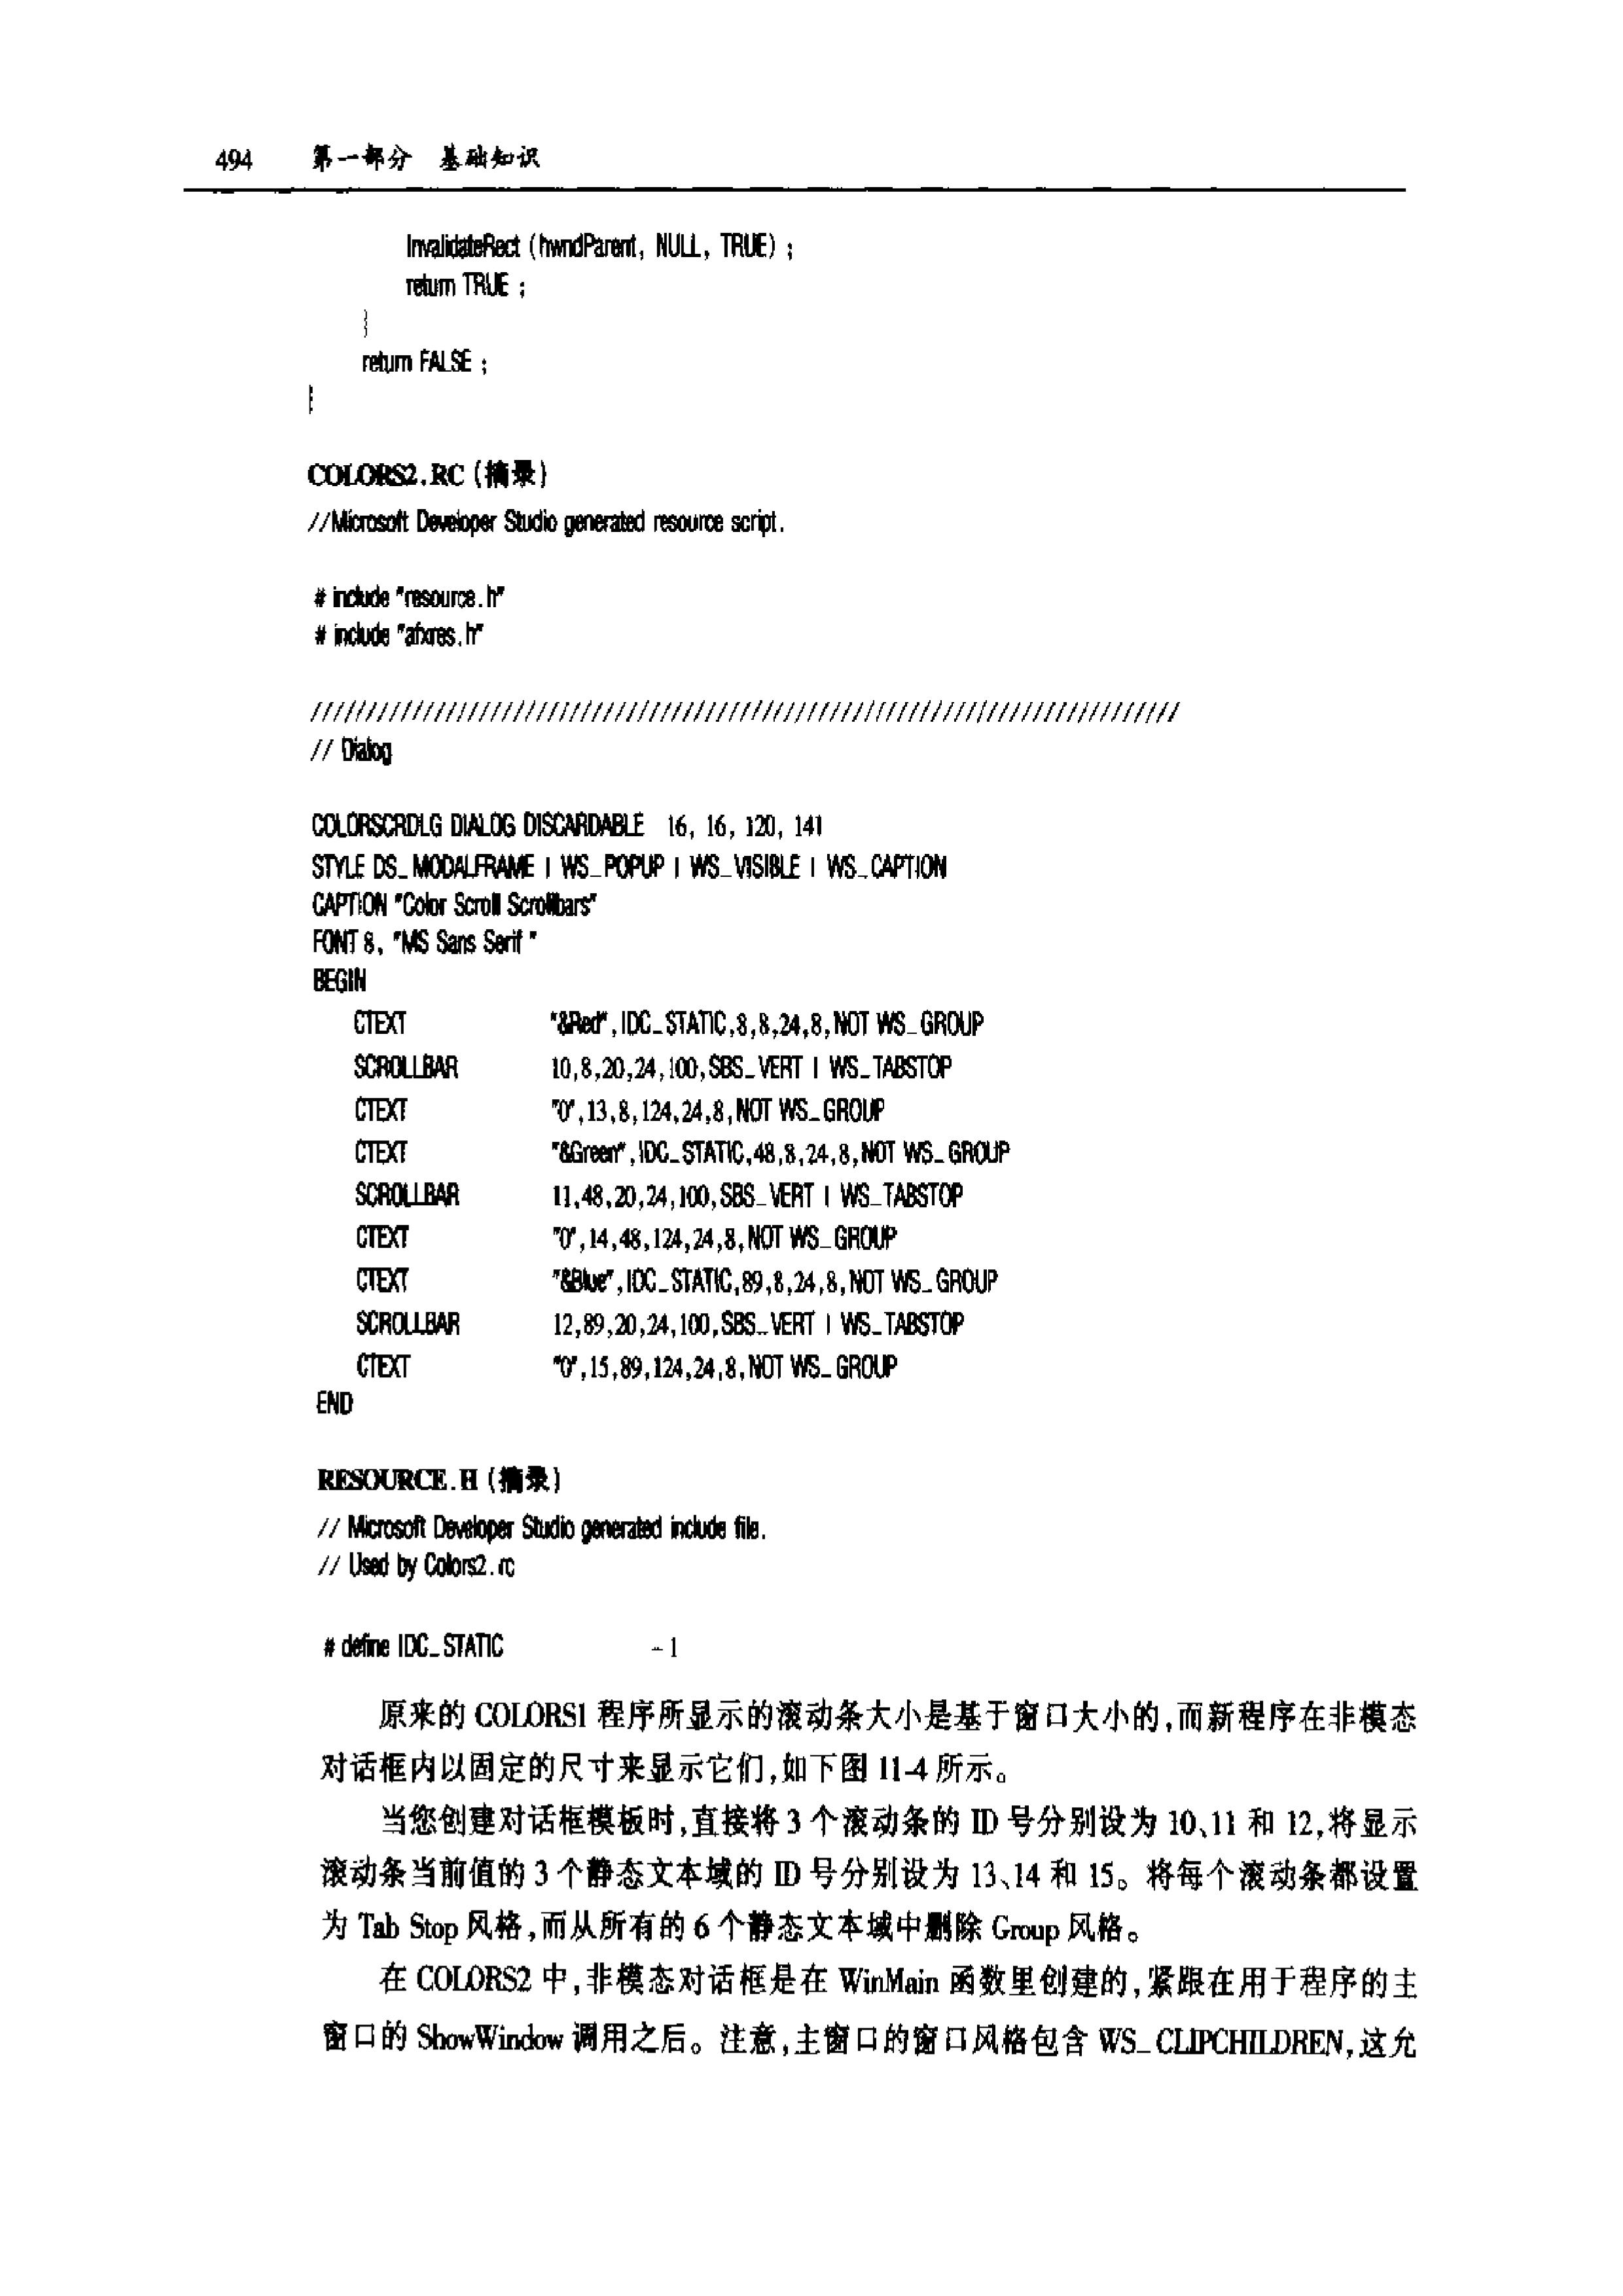 494 第一部分 基础知识
InvalidateRect (hwndParent, NULL, TRUE) ;
return TRUE ;
}
return FALSE ;
}
COLORS2.RC (摘录)
//Microsoft Developer Studio generated resource script.
# include "resource.h"
# include "afxres.h"
/////////////////////////////////////////////////////////////////////////////
// Dialog
COLORSCRDLG DIALOG DISCARDABLE 16, 16, 120, 141
STYLE DS_MODALFRAME | WS_POPUP | WS_VISIBLE | WS_CAPTION
CAPTION "Color Scroll Scrollbars"
FONT 8, "MS Sans Serif "
BEGIN
CTEXT "&Red",IDC_STATIC,8,8,24,8,NOT WS_GROUP
SCROLLBAR 10,8,20,24,100,SBS_VERT | WS_TABSTOP
CTEXT "0",13,8,124,24,8,NOT WS_GROUP
CTEXT "&Green",IDC_STATIC,48,8,24,8,NOT WS_GROUP
SCROLLBAR 11,48,20,24,100,SBS_VERT | WS_TABSTOP
CTEXT "0",14,48,124,24,8,NOT WS_GROUP
CTEXT "&Blue",IDC_STATIC,89,8,24,8,NOT WS_GROUP
SCROLLBAR 12,89,20,24,100,SBS_VERT | WS_TABSTOP
CTEXT "0",15,89,124,24,8,NOT WS_GROUP
END
RESOURCE.H (摘录)
// Microsoft Developer Studio generated include file.
// Used by Colors2.rc
# define IDC_STATIC -1
原来的 COLORS1 程序所显示的滚动条大小是基于窗口大小的,而新程序在非模态
对话框内以固定的尺寸来显示它们,如下图 11-4 所示。
当您创建对话框模板时,直接将 3 个滚动条的 ID 号分别设为 10、11 和 12,将显示
滚动条当前值的 3 个静态文本域的 ID 号分别设为 13、14 和 15。将每个滚动条都设置
为 Tab Stop 风格,而从所有的 6 个静态文本域中删除 Group 风格。
在 COLORS2 中,非模态对话框是在 WinMain 函数里创建的,紧跟在用于程序的主
窗口的 ShowWindow 调用之后。注意,主窗口的窗口风格包含 WS_CLIPCHILDREN,这允